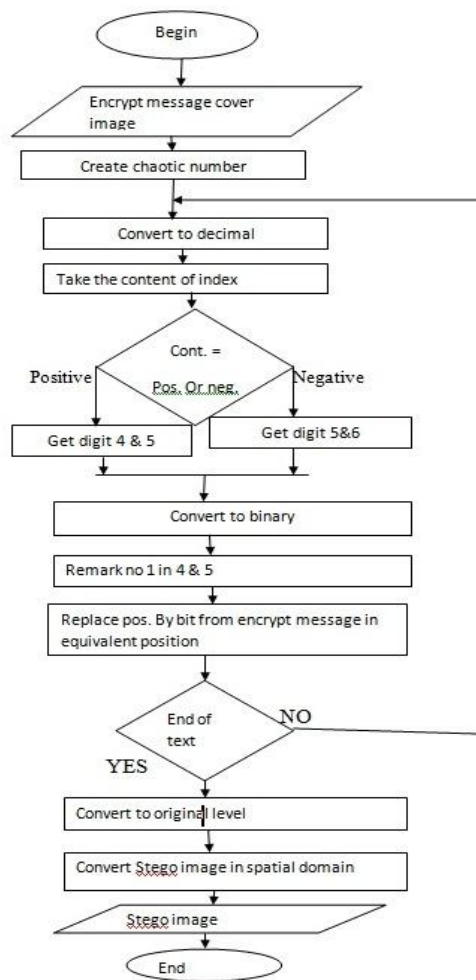 Begin
Encrypt message cover
image
Create chaotic number
Convert to decimal
Take the content of index
Cont. =
Pos. Or neg.
Positive
Negative
Get digit 4 & 5
Get digit 5&6
Convert to binary
Remark no 1 in 4 & 5
Replace pos. By bit from encrypt message in
equivalent position
End of
text
NO
YES
Convert to original level
Convert Stego image in spatial domain
Stego image
End